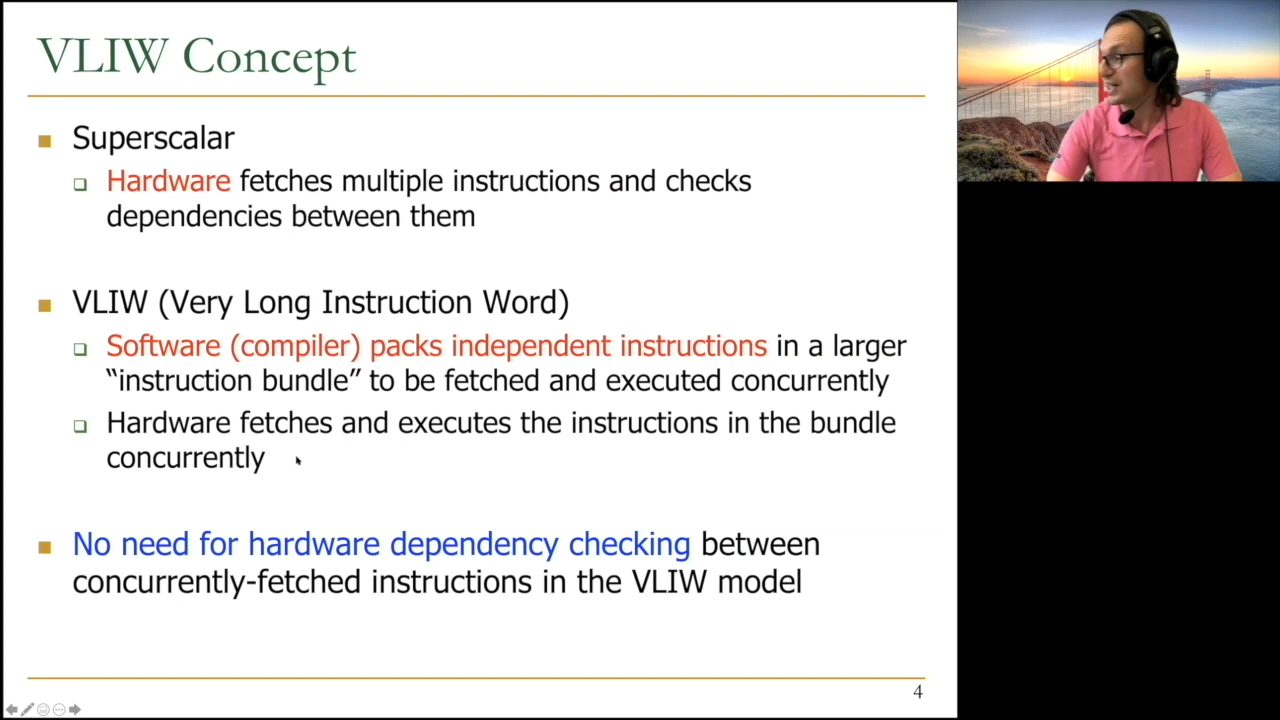 VLIW Concept
Superscalar
Hardware fetches multiple instructions and checks
dependencies between them
VLIW (Very Long Instruction Word)
Software (compiler) packs independent instructions in a larger
“instruction bundle” to be fetched and executed concurrently
Hardware fetches and executes the instructions in the bundle
concurrently
No need for hardware dependency checking between
concurrently-fetched instructions in the VLIW model
4